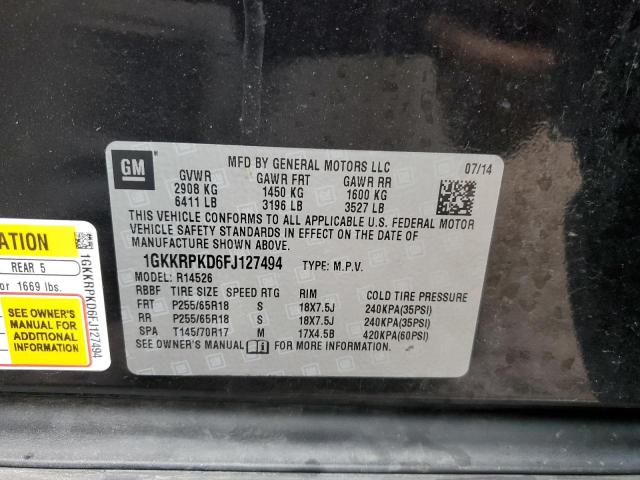 GM
MFD BY GENERAL MOTORS LLC 07/14
GVWR GAWR FRT GAWR RR
2908 KG 1450 KG 1600 KG
6411 LB 3196 LB 3527 LB
THIS VEHICLE CONFORMS TO ALL APPLICABLE U.S. FEDERAL MOTOR
VEHICLE SAFETY STANDARDS IN EFFECT ON THE DATE OF
MANUFACTURE SHOWN ABOVE.
1GKKRPKD6FJ127494 TYPE: M.P.V.
MODEL: R14526
RBBF TIRE SIZE SPEED RTG RIM COLD TIRE PRESSURE
FRT P255/65R18 S 18X7.5J 240KPA(35PSI)
RR P255/65R18 S 18X7.5J 240KPA(35PSI)
SPA T145/70R17 M 17X4.5B 420KPA(60PSI)
SEE OWNER'S MANUAL FOR MORE INFORMATION.
ATION
REAR 5
or 1669 lbs.
SEE OWNER'S
MANUAL FOR
ADDITIONAL
INFORMATION
1GKKRPKD6FJ127494